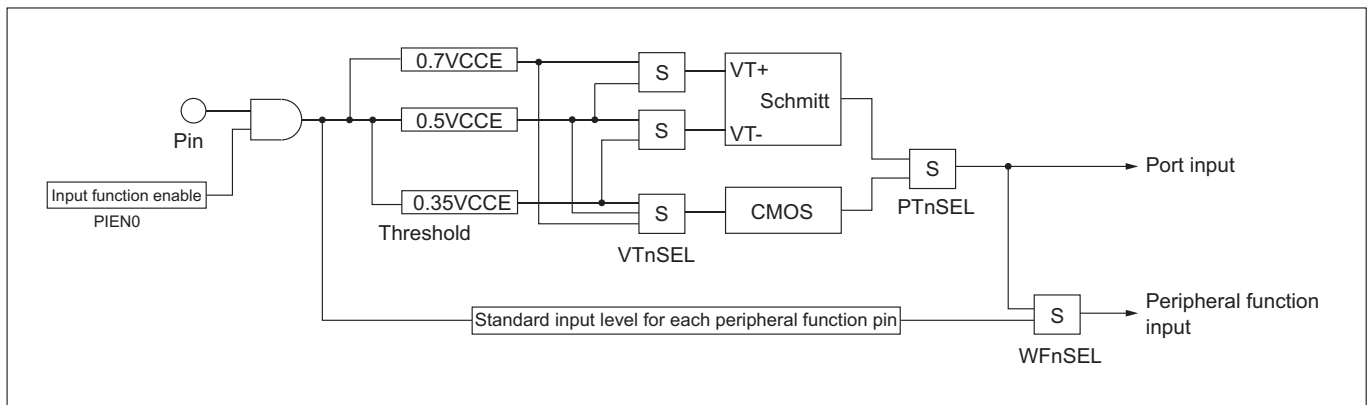 0.7VCCE
S
VT+
Schmitt
Pin
0.5VCCE
S
VT-
Input function enable
PIEN0
0.35VCCE
Threshold
S
VTnSEL
CMOS
S
PTnSEL
Port input
Standard input level for each peripheral function pin
S
WFnSEL
Peripheral function
input